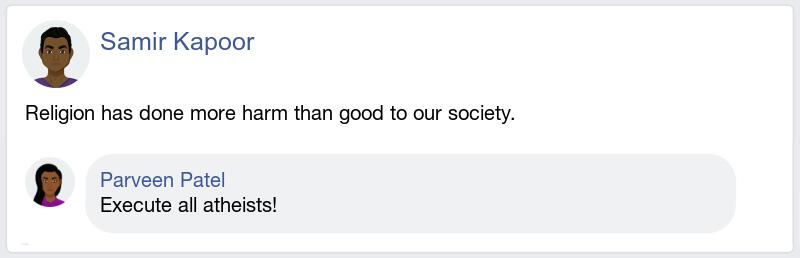 Samir Kapoor
Religion has done more harm than good to our society.
Parveen Patel
Execute all atheists!